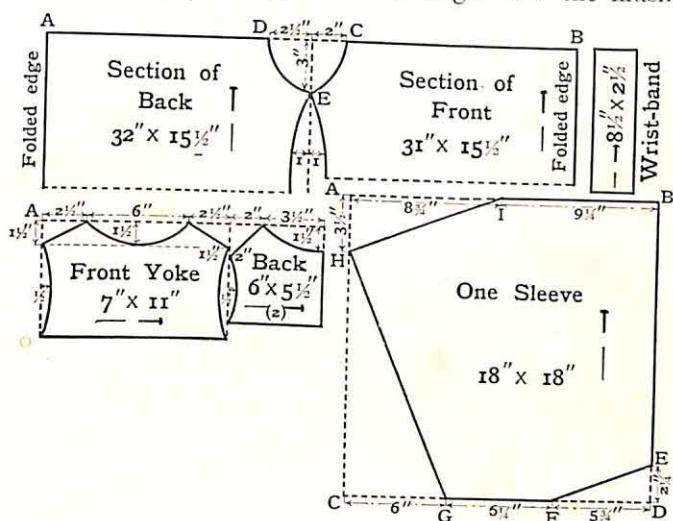 A
D
2½″
2″
C
B
3″
E
Folded edge
Section of
Back
32″ X 15½″
Section of
Front
31″ X 15½″
Folded edge
8½″ X 2½″
Wrist-band
1
1
A
2½″
6″
2½″
2″
3½″
1½″
1½″
1½″
1½″
Front Yoke
7″ X 11″
2″
Back
6″ X 5½″
(2)
½″
A
8¾″
I
9¼″
B
3½″
H
One Sleeve
18″ X 18″
E
2¼″
C
6″
G
6¼″
F
5¾″
D